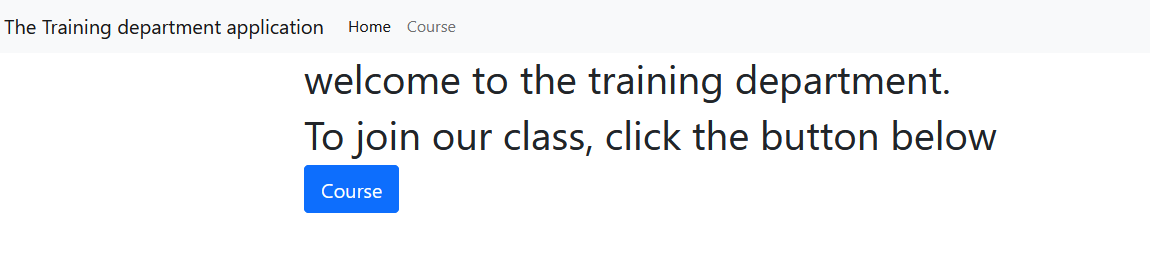 The Training department application Home Course
welcome to the training department.
To join our class, click the button below
Course